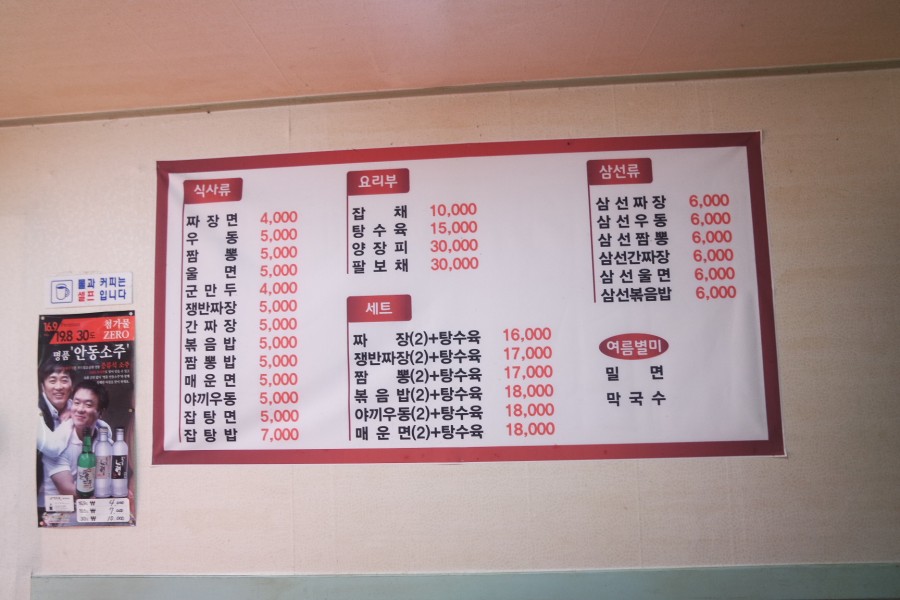 식사류
짜장면 4,000
우동 5,000
짬뽕 5,000
울면 5,000
군만두 4,000
쟁반짜장 5,000
간짜장 5,000
볶음밥 5,000
짬뽕밥 5,000
매운면 5,000
야끼우동 5,000
잡탕면 5,000
잡탕밥 7,000
요리부
잡채 10,000
탕수육 15,000
양장피 30,000
팔보채 30,000
세트
짜장(2)+탕수육 16,000
쟁반짜장(2)+탕수육 17,000
짬뽕(2)+탕수육 17,000
볶음밥(2)+탕수육 18,000
야끼우동(2)+탕수육 18,000
매운면(2)+탕수육 18,000
삼선류
삼선짜장 6,000
삼선우동 6,000
삼선짬뽕 6,000
삼선간짜장 6,000
삼선울면 6,000
삼선볶음밥 6,000
여름별미
밀면
막국수
물과 커피는
셀프 입니다
16.9 19.8 30도
첨가물
ZERO
명품 '안동소주'